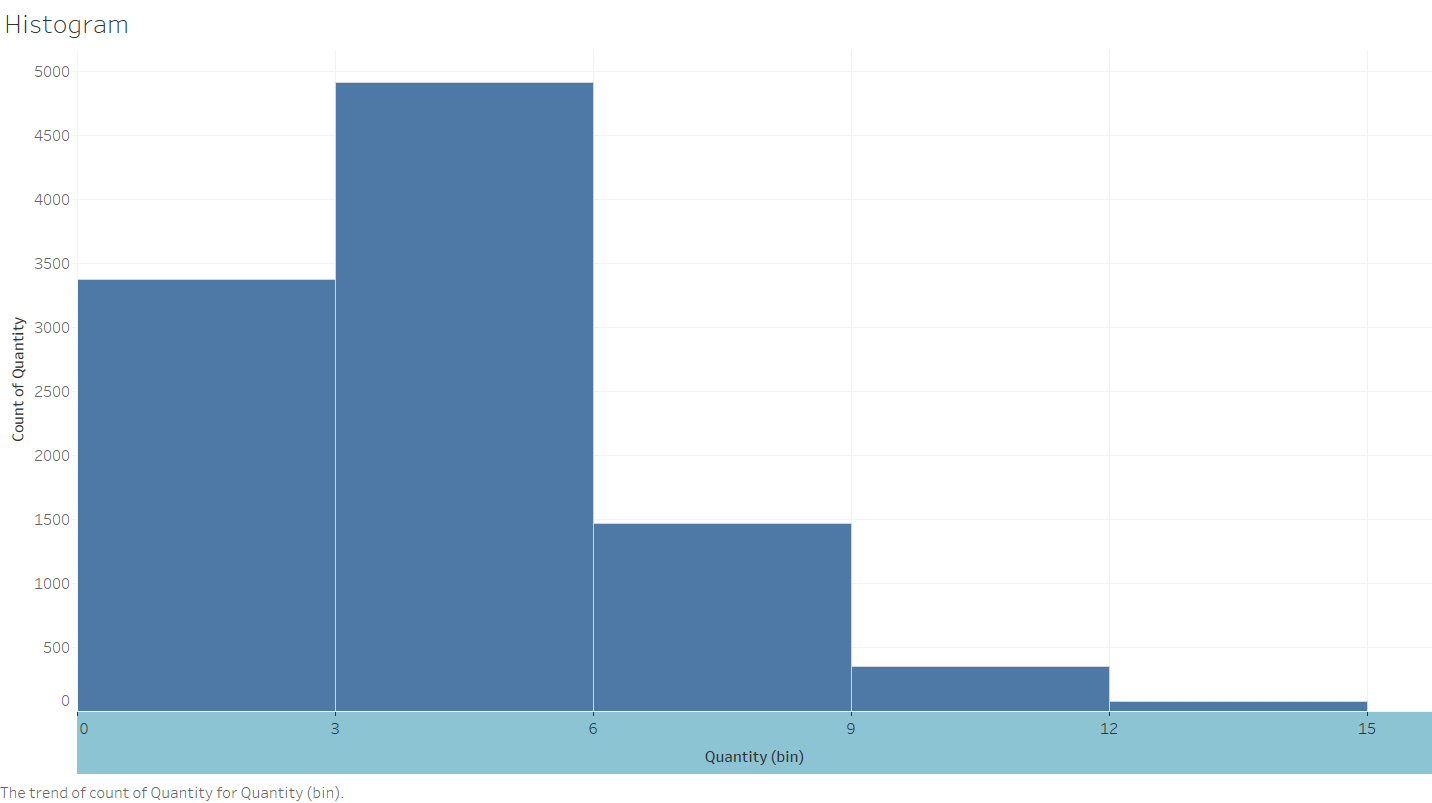 Histogram
5000
4500
4000
3500
3000
2500
2000
1500
1000
500
0
Count of Quantity
0 3 6 9 12 15
Quantity (bin)
The trend of count of Quantity for Quantity (bin).